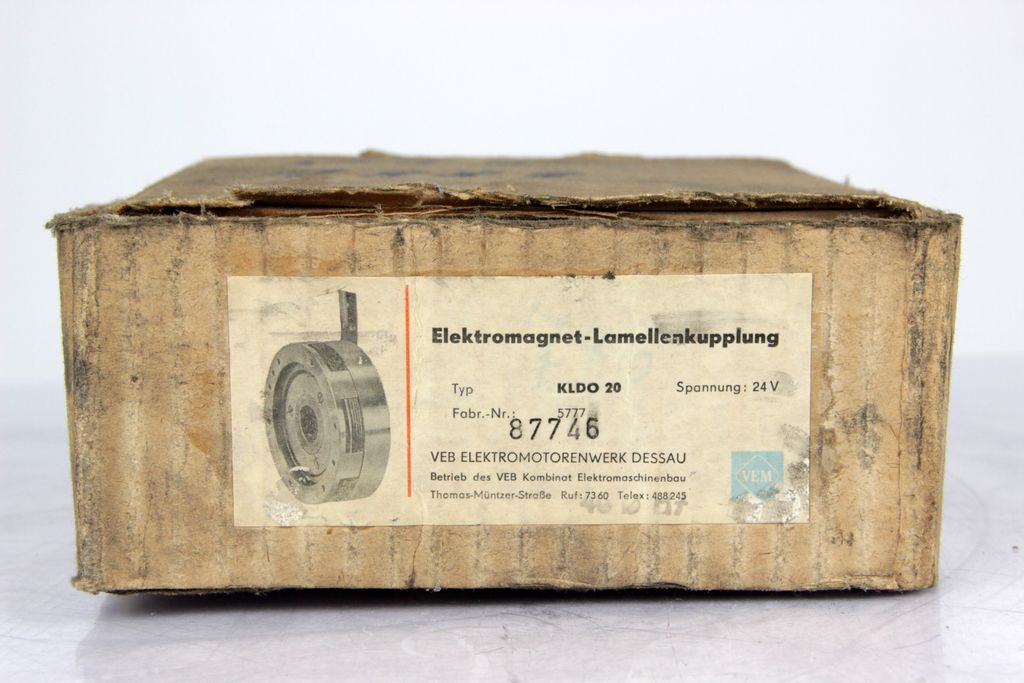 Elektromagnet-Lamellenkupplung
Typ KLDO 20 Spannung: 24 V
Fabr.-Nr.: 5777
87746
VEB ELEKTROMOTORENWERK DESSAU
Betrieb des VEB Kombinat Elektromaschinenbau
Thomas-Müntzer-Straße Ruf: 7360 Telex: 488245
VEM